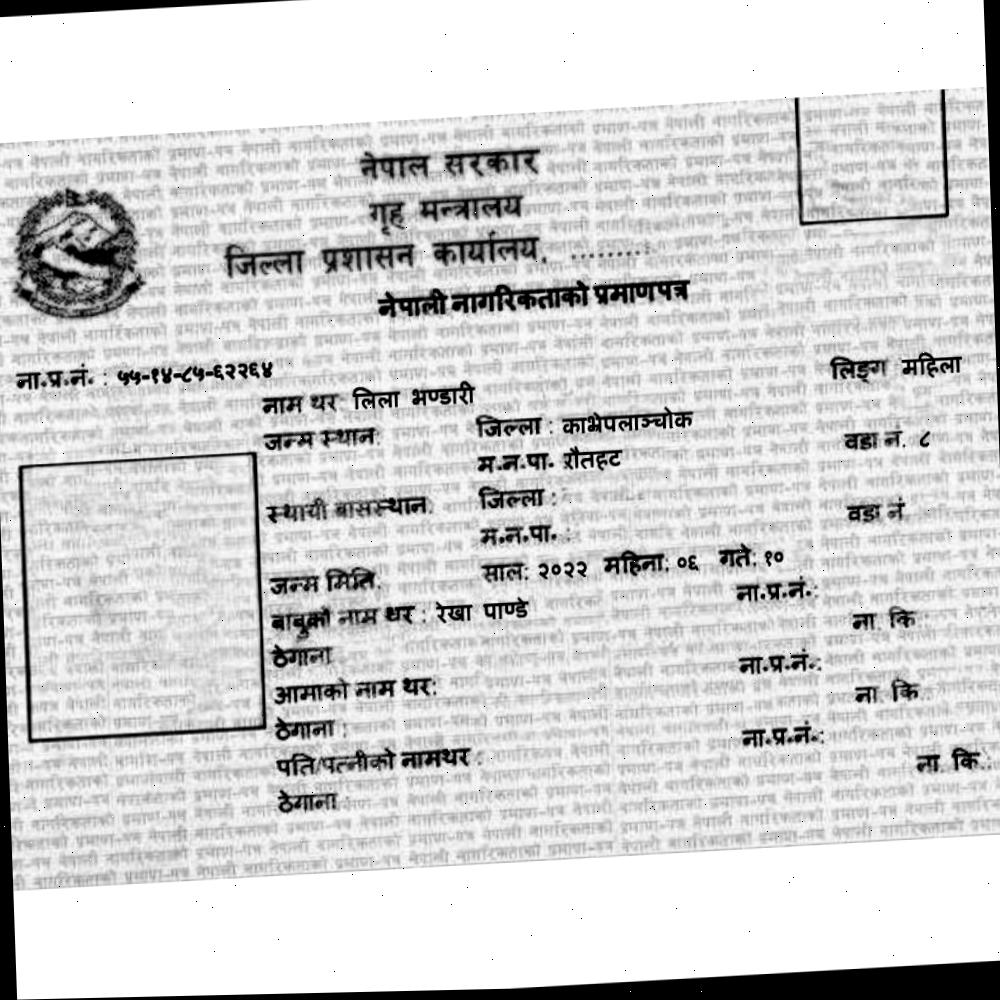 नेपाल सरकार
गृह मन्त्रालय
जिल्ला प्रशासन कार्यालय, .........
नेपाली नागरिकताको प्रमाणपत्र
ना.प्र.नं. : ५५-१४-८५-६२२६४ लिङ्ग महिला
नाम थर लिला भण्डारी
जन्म स्थान: जिल्ला : काभ्रेपलाञ्चोक वडा नं. ८
म.न.पा. रौतहट
स्थायी बासस्थान: जिल्ला : वडा नं
म.न.पा. :
जन्म मिति: साल: २०२२ महिना: ०६ गते: १०
बाबुको नाम थर : रेखा पाण्डे ना.प्र.नं.:
ठेगाना ना. कि.
आमाको नाम थर: ना.प्र.नं.:
ठेगाना : ना. कि.
पति/पत्नीको नामथर : ना.प्र.नं.:
ठेगाना ना. कि.: